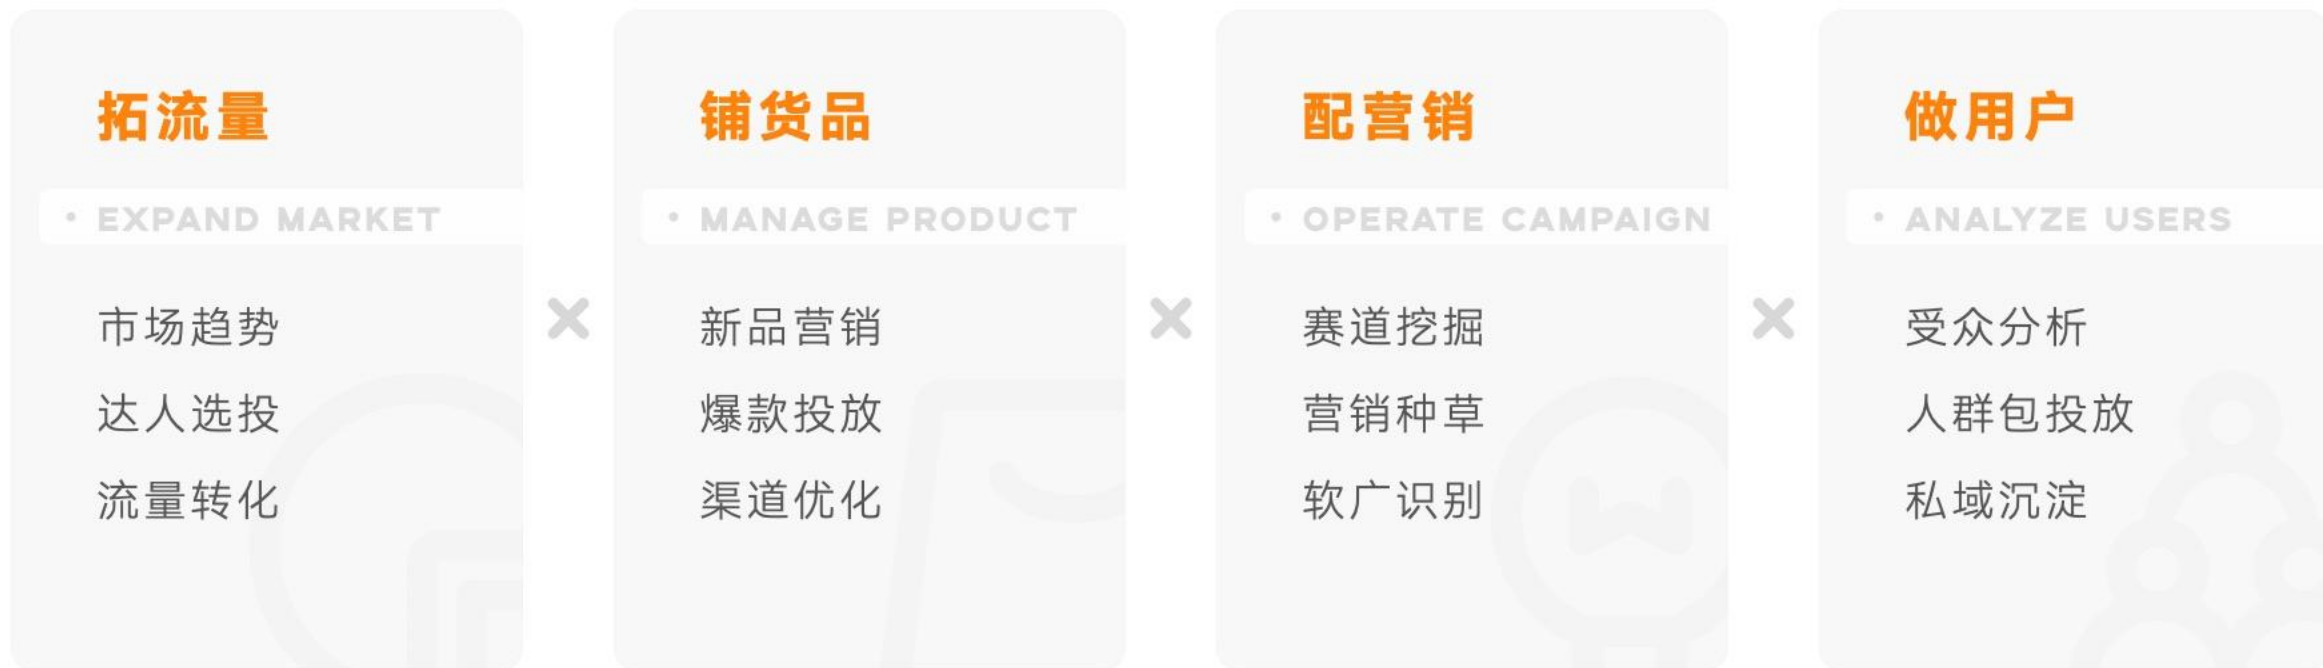 拓流量
• EXPAND MARKET
市场趋势
达人选投
流量转化
×
铺货品
• MANAGE PRODUCT
新品营销
爆款投放
渠道优化
×
配营销
• OPERATE CAMPAIGN
赛道挖掘
营销种草
软广识别
×
做用户
• ANALYZE USERS
受众分析
人群包投放
私域沉淀